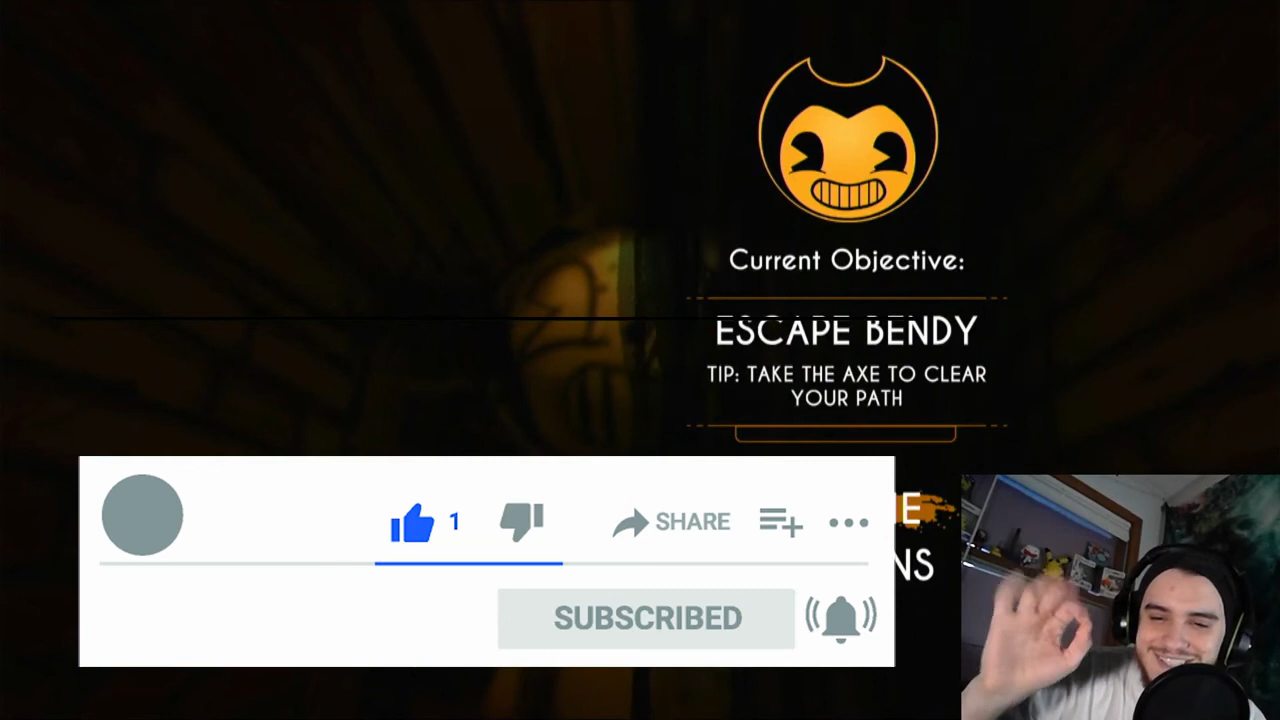 Current Objective:
ESCAPE BENDY
TIP: TAKE THE AXE TO CLEAR
YOUR PATH
1
SHARE
SUBSCRIBED